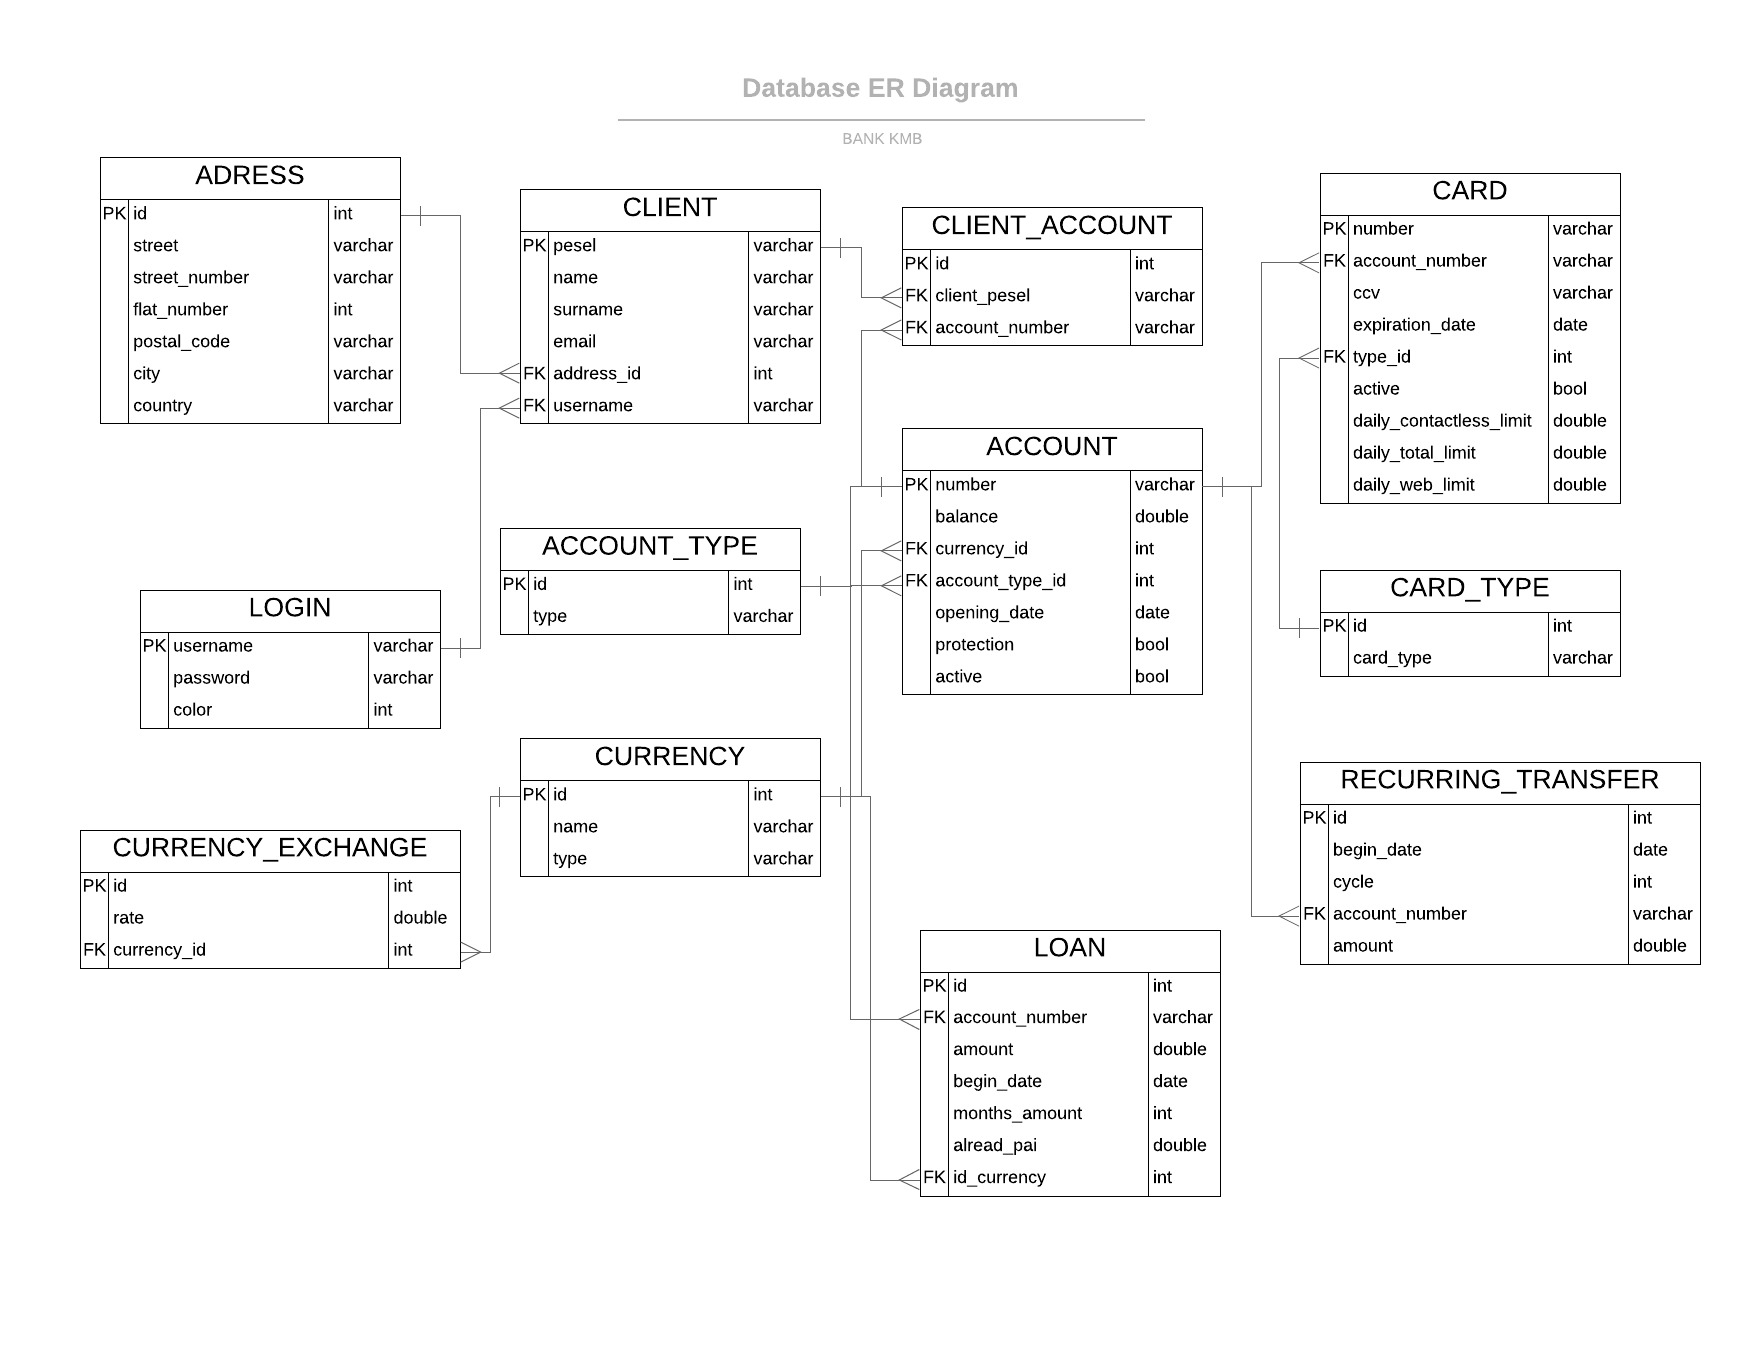 Database ER Diagram
BANK KMB
ADRESS
PK id int
street varchar
street_number varchar
flat_number int
postal_code varchar
city varchar
country varchar
CLIENT
PK pesel varchar
name varchar
surname varchar
email varchar
FK address_id int
FK username varchar
CLIENT_ACCOUNT
PK id int
FK client_pesel varchar
FK account_number varchar
CARD
PK number varchar
FK account_number varchar
ccv varchar
expiration_date date
FK type_id int
active bool
daily_contactless_limit double
daily_total_limit double
daily_web_limit double
ACCOUNT
PK number varchar
balance double
FK currency_id int
FK account_type_id int
opening_date date
protection bool
active bool
ACCOUNT_TYPE
PK id int
type varchar
LOGIN
PK username varchar
password varchar
color int
CARD_TYPE
PK id int
card_type varchar
CURRENCY
PK id int
name varchar
type varchar
RECURRING_TRANSFER
PK id int
begin_date date
cycle int
FK account_number varchar
amount double
CURRENCY_EXCHANGE
PK id int
rate double
FK currency_id int
LOAN
PK id int
FK account_number varchar
amount double
begin_date date
months_amount int
alread_pai double
FK id_currency int